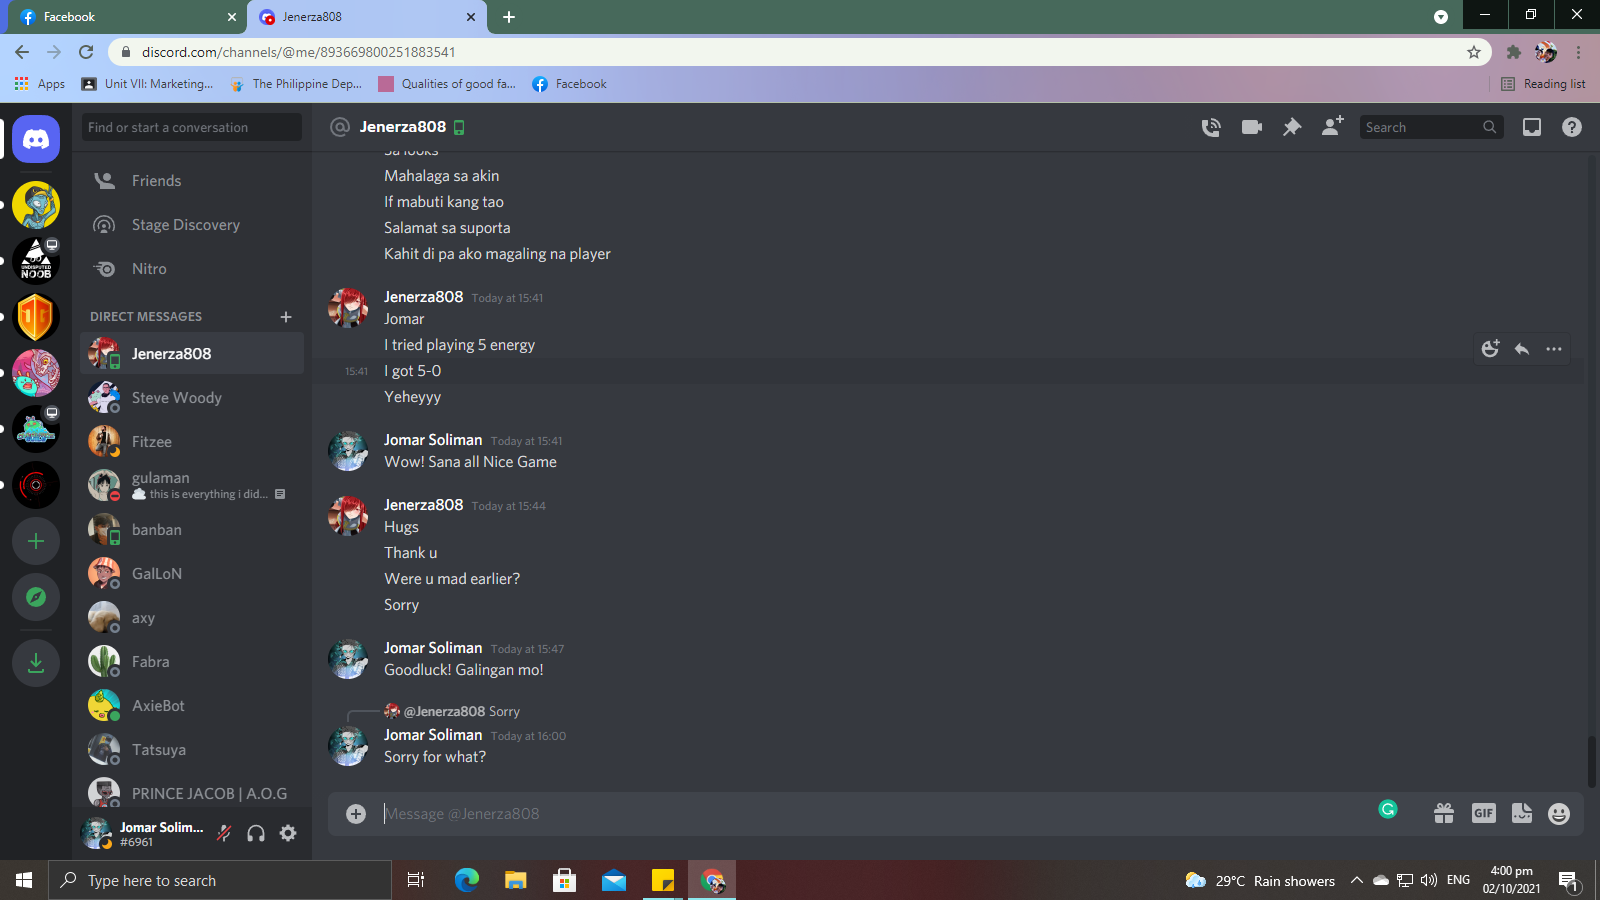 Facebook
Jenerza808
discord.com/channels/@me/893669800251883541
Apps
Unit VII: Marketing...
The Philippine Dep...
Qualities of good fa...
Facebook
Reading list
Find or start a conversation
Jenerza808
Search
Friends
Stage Discovery
Nitro
DIRECT MESSAGES
Jenerza808
Steve Woody
Fitzee
gulaman
this is everything i did...
banban
GalLoN
axy
Fabra
AxieBot
Tatsuya
PRINCE JACOB | A.O.G
Jomar Solim...
#6961
UNDISPUTED
NOOB
Sa looks
Mahalaga sa akin
If mabuti kang tao
Salamat sa suporta
Kahit di pa ako magaling na player
Jenerza808 Today at 15:41
Jomar
I tried playing 5 energy
15:41 I got 5-0
Yeheyyy
Jomar Soliman Today at 15:41
Wow! Sana all Nice Game
Jenerza808 Today at 15:44
Hugs
Thank u
Were u mad earlier?
Sorry
Jomar Soliman Today at 15:47
Goodluck! Galingan mo!
@Jenerza808 Sorry
Jomar Soliman Today at 16:00
Sorry for what?
Message @Jenerza808
GIF
Type here to search
29°C Rain showers
ENG
4:00 pm
02/10/2021
1